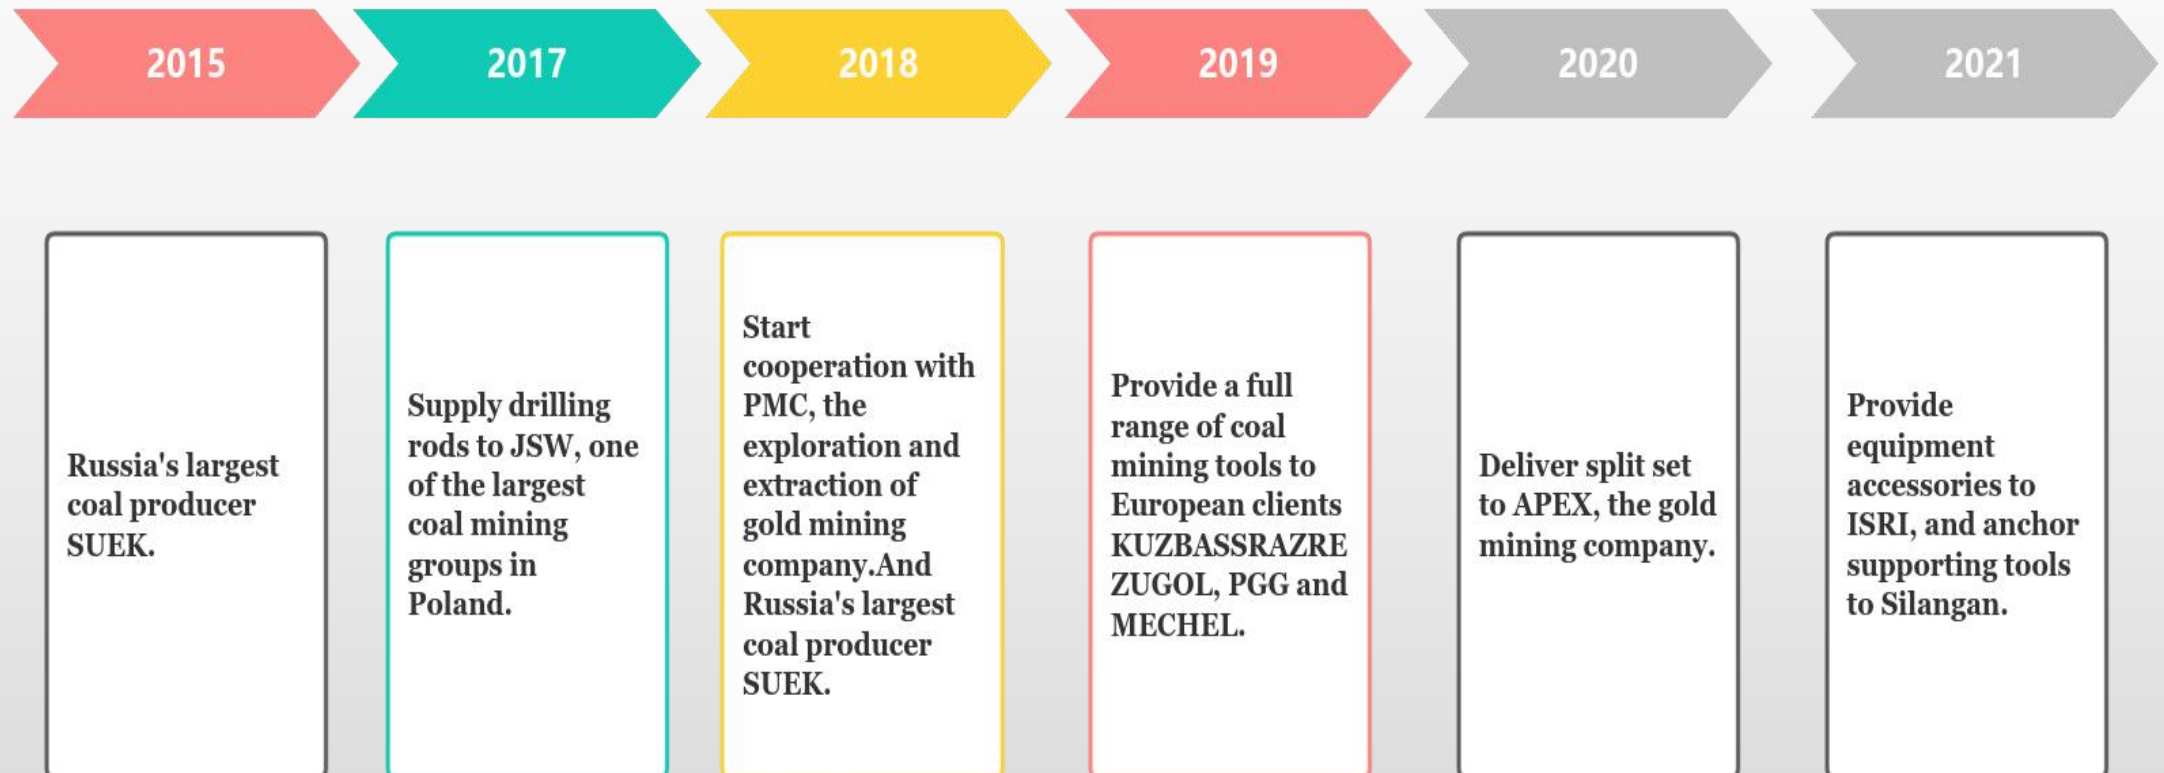 2015
2017
2018
2019
2020
2021
Russia's largest
coal producer
SUEK.
Supply drilling
rods to JSW, one
of the largest
coal mining
groups in
Poland.
Start
cooperation with
PMC, the
exploration and
extraction of
gold mining
company.And
Russia's largest
coal producer
SUEK.
Provide a full
range of coal
mining tools to
European clients
KUZBASSRAZRE
ZUGOL, PGG and
MECHEL.
Deliver split set
to APEX, the gold
mining company.
Provide
equipment
accessories to
ISRI, and anchor
supporting tools
to Silangan.